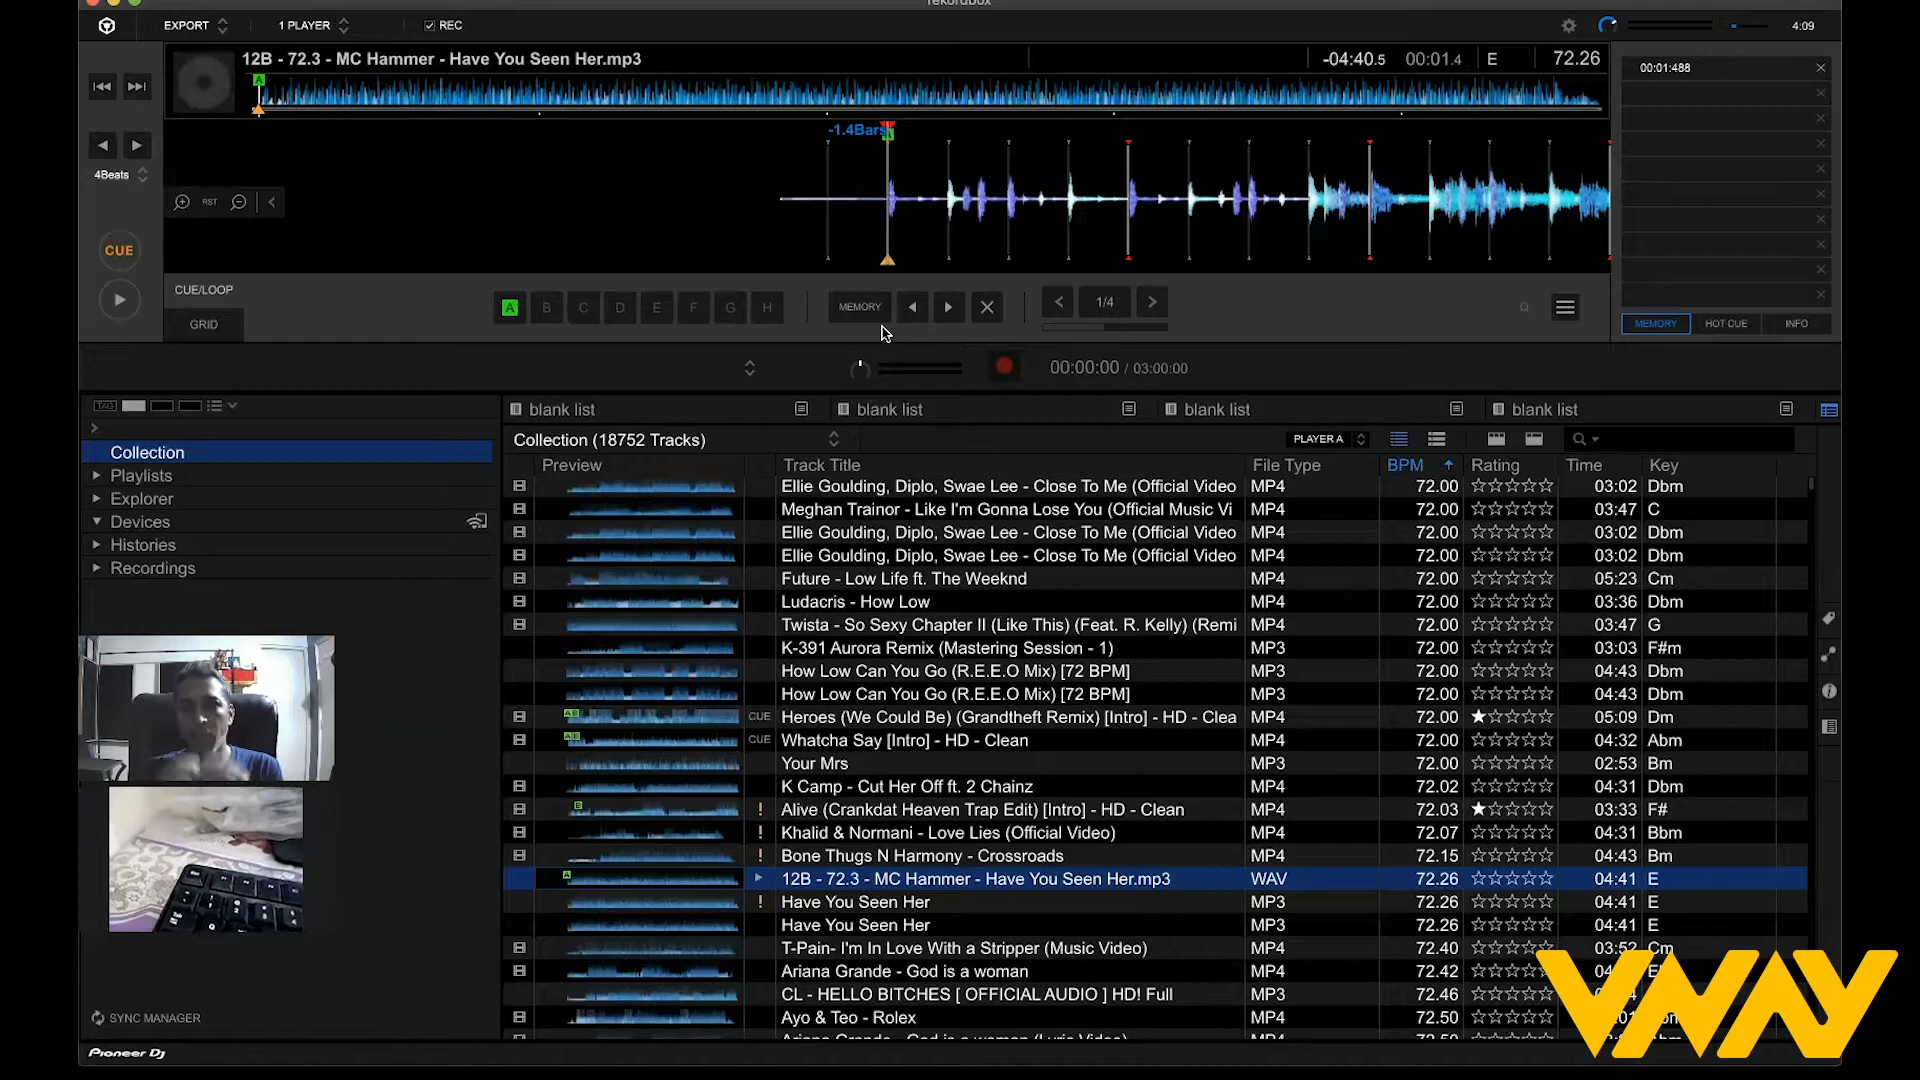 rekordbox
EXPORT 1 PLAYER REC 4:09
12B - 72.3 - MC Hammer - Have You Seen Her.mp3 -04:40.5 00:01.4 E 72.26
A
00:01:488
-1.4Bars
4Beats
RST
CUE
CUE/LOOP
GRID
A B C D E F G H MEMORY 1/4
MEMORY HOT CUE INFO
00:00:00 / 03:00:00
TAG
blank list blank list blank list blank list
Collection (18752 Tracks) PLAYER A
Collection
Playlists
Explorer
Devices
Histories
Recordings
Preview Track Title File Type BPM Rating Time Key
Ellie Goulding, Diplo, Swae Lee - Close To Me (Official Video MP4 72.00 03:02 Dbm
Meghan Trainor - Like I'm Gonna Lose You (Official Music Vi MP4 72.00 03:47 C
Ellie Goulding, Diplo, Swae Lee - Close To Me (Official Video MP4 72.00 03:02 Dbm
Ellie Goulding, Diplo, Swae Lee - Close To Me (Official Video MP4 72.00 03:02 Dbm
Future - Low Life ft. The Weeknd MP4 72.00 05:23 Cm
Ludacris - How Low MP4 72.00 03:36 Dbm
Twista - So Sexy Chapter II (Like This) (Feat. R. Kelly) (Remi MP4 72.00 03:47 G
K-391 Aurora Remix (Mastering Session - 1) MP3 72.00 03:03 F#m
How Low Can You Go (R.E.E.O Mix) [72 BPM] MP3 72.00 04:43 Dbm
How Low Can You Go (R.E.E.O Mix) [72 BPM] MP3 72.00 04:43 Dbm
AB CUE Heroes (We Could Be) (Grandtheft Remix) [Intro] - HD - Clea MP4 72.00 05:09 Dm
AB CUE Whatcha Say [Intro] - HD - Clean MP4 72.00 04:32 Abm
Your Mrs MP3 72.00 02:53 Bm
K Camp - Cut Her Off ft. 2 Chainz MP4 72.02 04:31 Dbm
B ! Alive (Crankdat Heaven Trap Edit) [Intro] - HD - Clean MP4 72.03 03:33 F#
! Khalid & Normani - Love Lies (Official Video) MP4 72.07 04:31 Bbm
! Bone Thugs N Harmony - Crossroads MP4 72.15 04:43 Bm
A 12B - 72.3 - MC Hammer - Have You Seen Her.mp3 WAV 72.26 04:41 E
! Have You Seen Her MP3 72.26 04:41 E
Have You Seen Her MP3 72.26 04:41 E
T-Pain- I'm In Love With a Stripper (Music Video) MP4 72.40 03:52 Cm
Ariana Grande - God is a woman MP4 72.42
CL - HELLO BITCHES [ OFFICIAL AUDIO ] HD! Full MP3 72.46
Ayo & Teo - Rolex MP4 72.50
SYNC MANAGER
Pioneer Dj